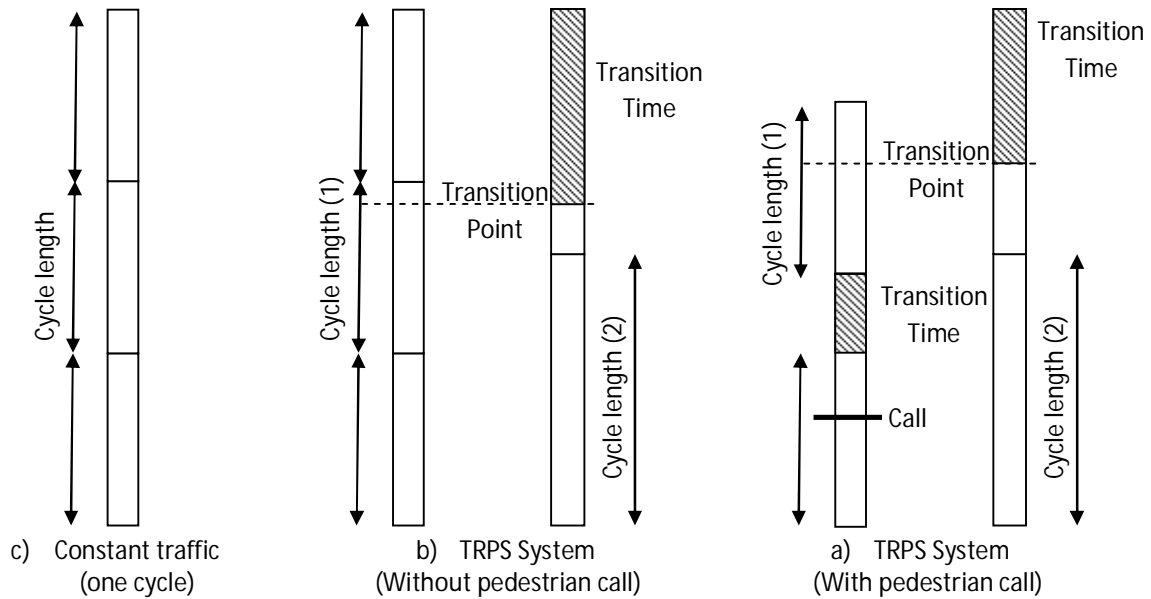 Cycle length
c) Constant traffic
(one cycle)
Cycle length (1)
Transition
Time
Transition
Point
Cycle length (2)
b) TRPS System
(Without pedestrian call)
Cycle length (1)
Transition
Time
Transition
Point
Transition
Time
Call
Cycle length (2)
a) TRPS System
(With pedestrian call)